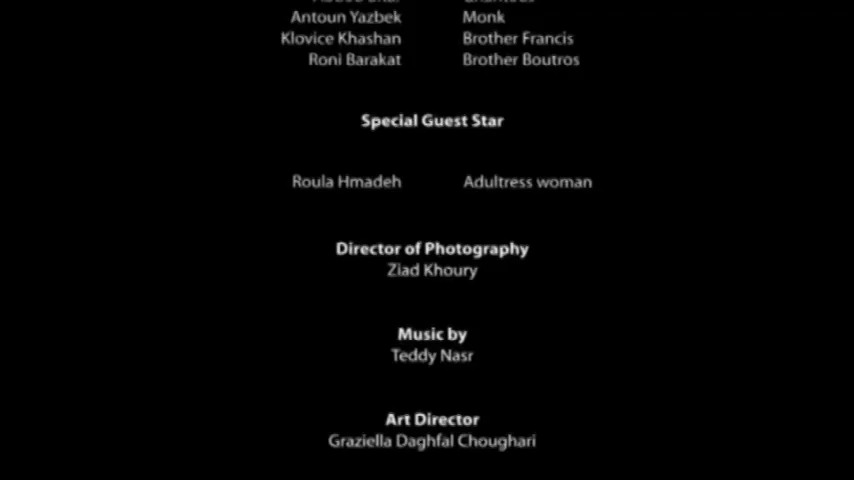 Antoun Yazbek Monk
Klovice Khashan Brother Francis
Roni Barakat Brother Boutros
Special Guest Star
Roula Hmadeh Adultress woman
Director of Photography
Ziad Khoury
Music by
Teddy Nasr
Art Director
Graziella Daghfal Choughari